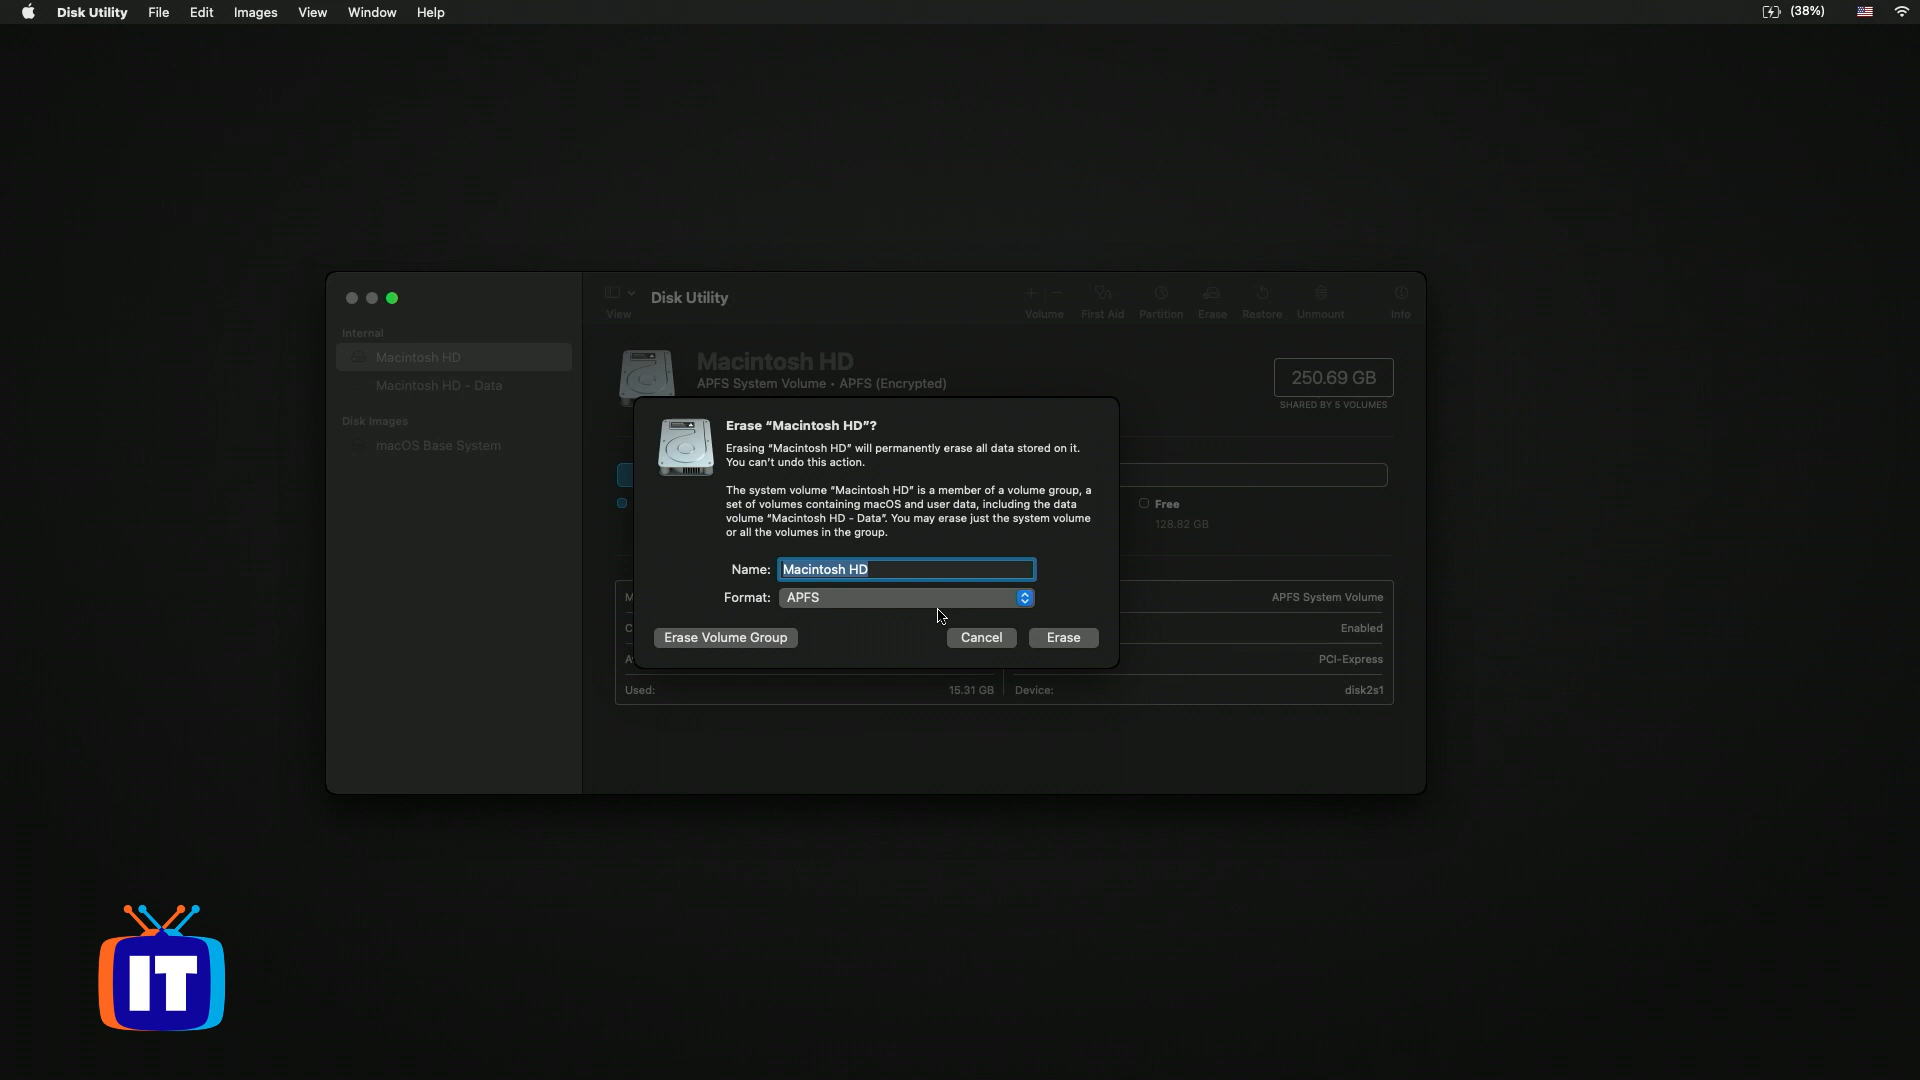 Disk Utility File Edit Images View Window Help (38%)
Disk Utility
View Volume First Aid Partition Erase Restore Unmount Info
Internal
Macintosh HD
Macintosh HD - Data
Disk Images
macOS Base System
Macintosh HD
APFS System Volume • APFS (Encrypted)
250.69 GB
SHARED BY 5 VOLUMES
Erase “Macintosh HD”?
Erasing “Macintosh HD” will permanently erase all data stored on it.
You can’t undo this action.
The system volume “Macintosh HD” is a member of a volume group, a
set of volumes containing macOS and user data, including the data
volume “Macintosh HD - Data”. You may erase just the system volume
or all the volumes in the group.
Name: Macintosh HD
Format: APFS
Erase Volume Group Cancel Erase
Free
128.82 GB
APFS System Volume
Enabled
PCI-Express
Used: 15.31 GB Device: disk2s1
IT